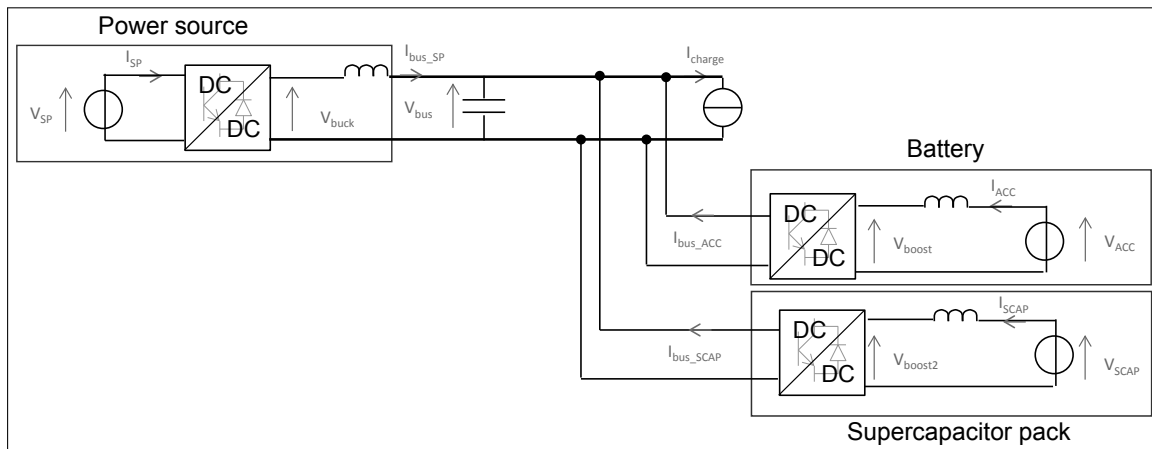 Power source
I_SP
V_SP
DC
DC
V_buck
I_bus_SP
V_bus
I_charge
Battery
I_ACC
DC
DC
I_bus_ACC
V_boost
V_ACC
I_SCAP
DC
DC
I_bus_SCAP
V_boost2
V_SCAP
Supercapacitor pack